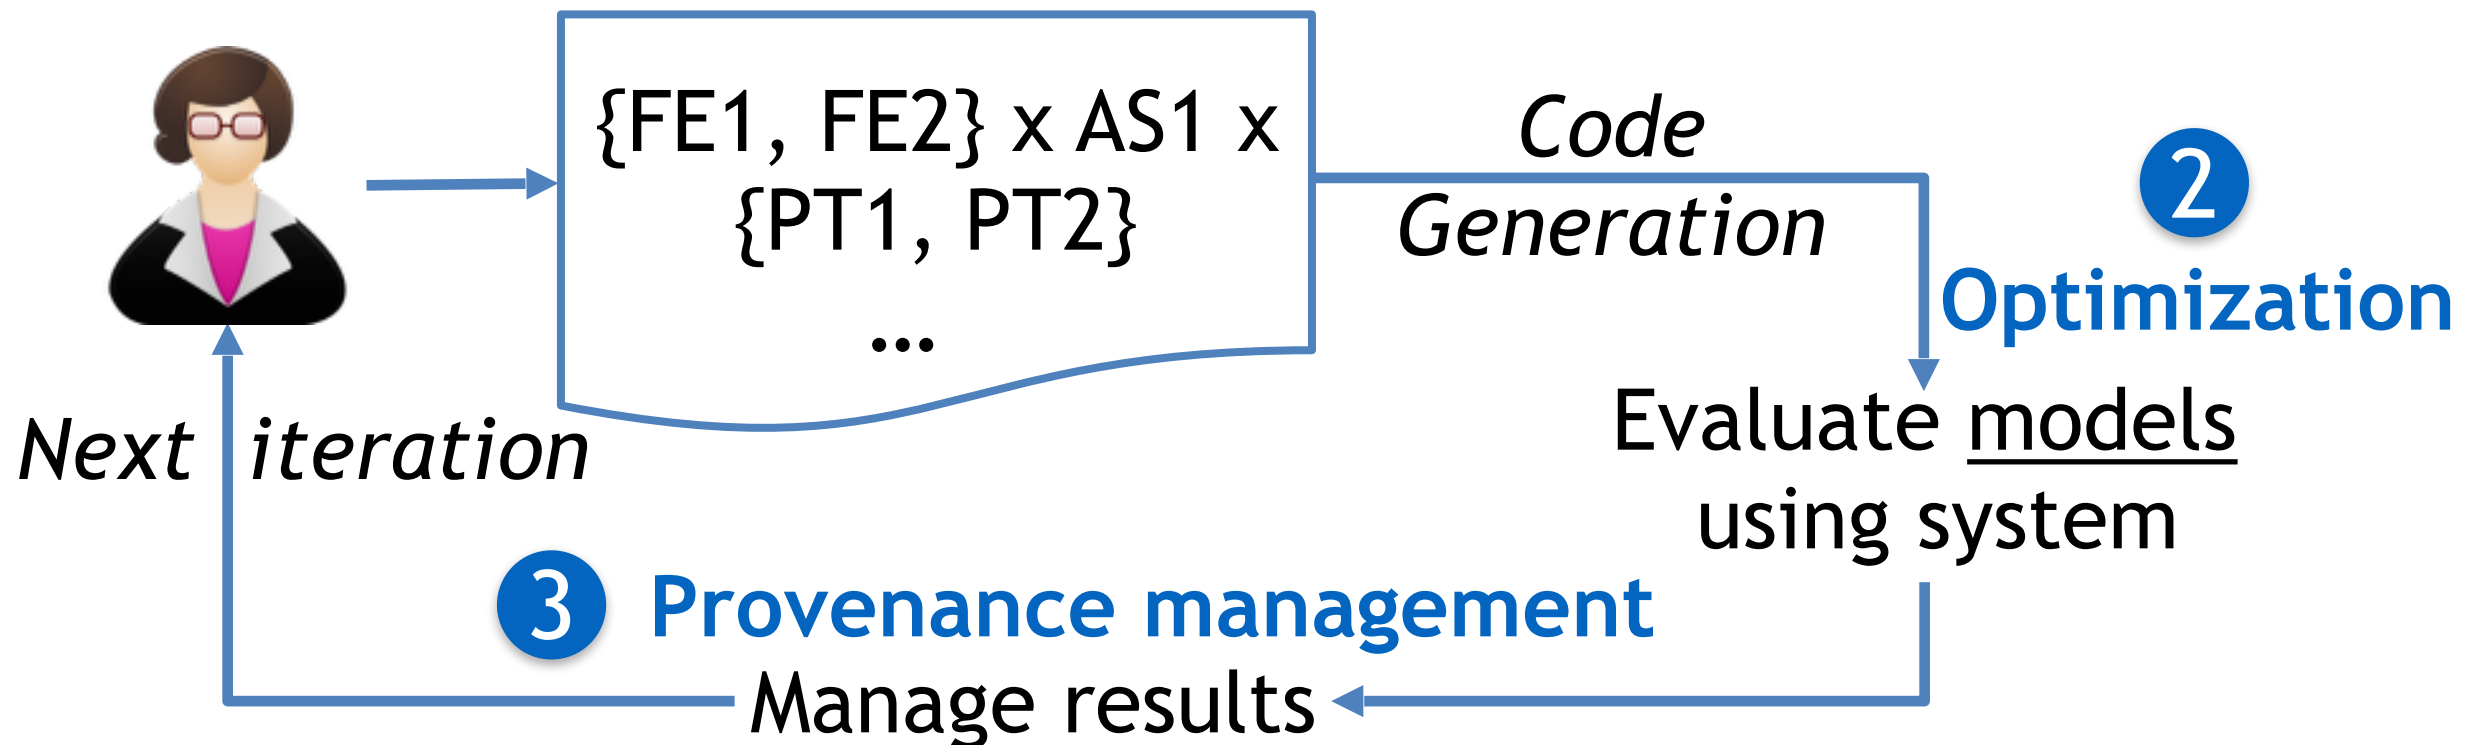 {FE1, FE2} x AS1 x
{PT1, PT2}
...
Code
Generation
2
Optimization
Evaluate models
using system
3 Provenance management
Manage results
Next iteration